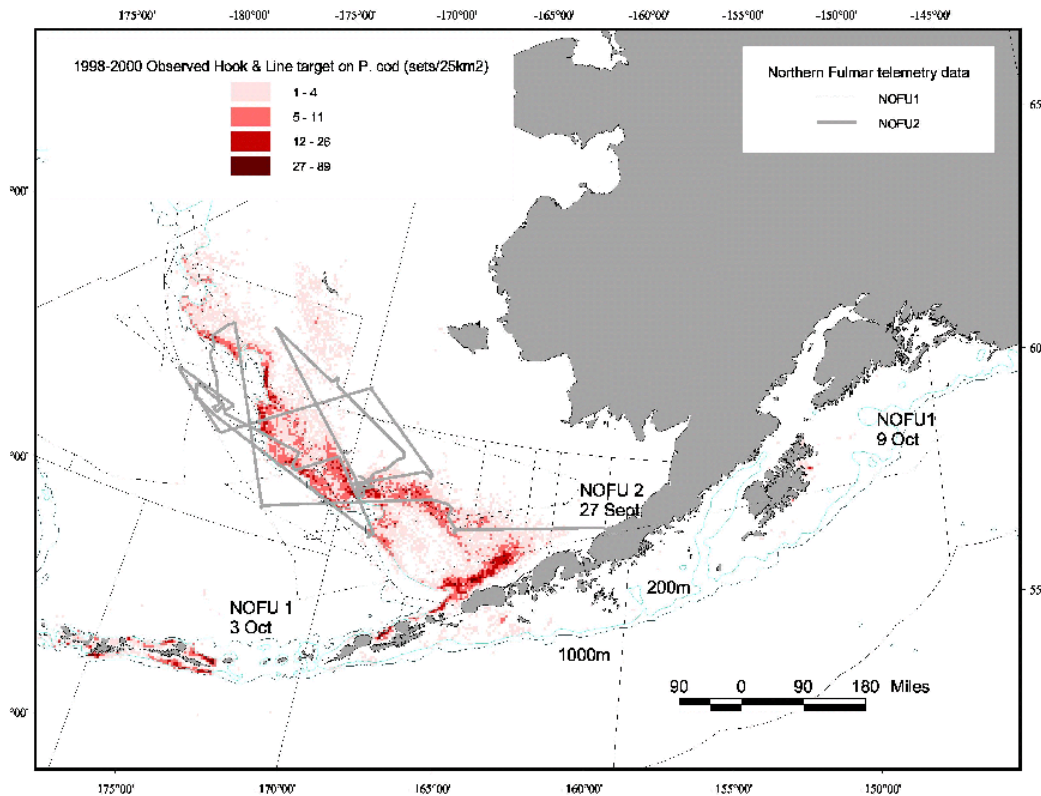 175°00' -180°00' -175°00' -170°00' -165°00' -160°00' -155°00' -150°00' -145°00'
1998-2000 Observed Hook & Line target on P. cod (sets/25km2)
1 - 4
5 - 11
12 - 26
27 - 89
Northern Fulmar telemetry data
NOFU1
NOFU2
65
°00'
60
NOFU1
9 Oct
°00'
NOFU 2
27 Sept
200m
55
NOFU 1
3 Oct
1000m
90 0 90 180 Miles
°00'
175°00' 170°00' 165°00' 160°00' 155°00' 150°00'